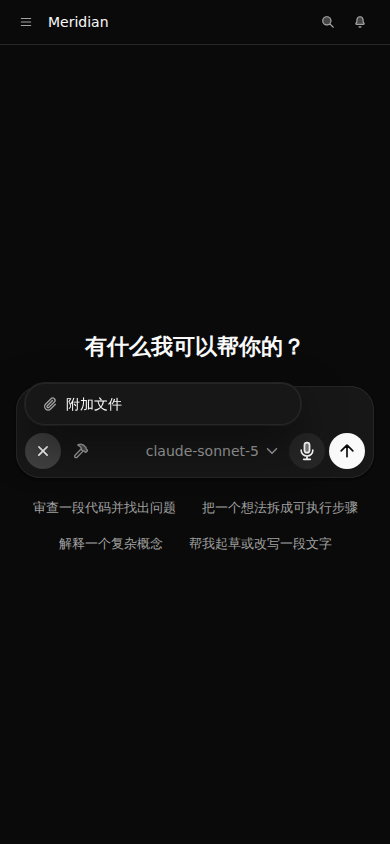 Meridian
有什么我可以帮你的？
附加文件
claude-sonnet-5
审查一段代码并找出问题 把一个想法拆成可执行步骤
解释一个复杂概念 帮我起草或改写一段文字